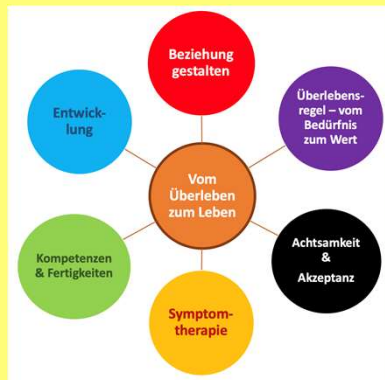 Beziehung
gestalten
Überlebens-
regel – vom
Bedürfnis
zum Wert
Achtsamkeit
&
Akzeptanz
Symptom-
therapie
Kompetenzen
& Fertigkeiten
Entwick-
lung
Vom
Überleben
zum Leben